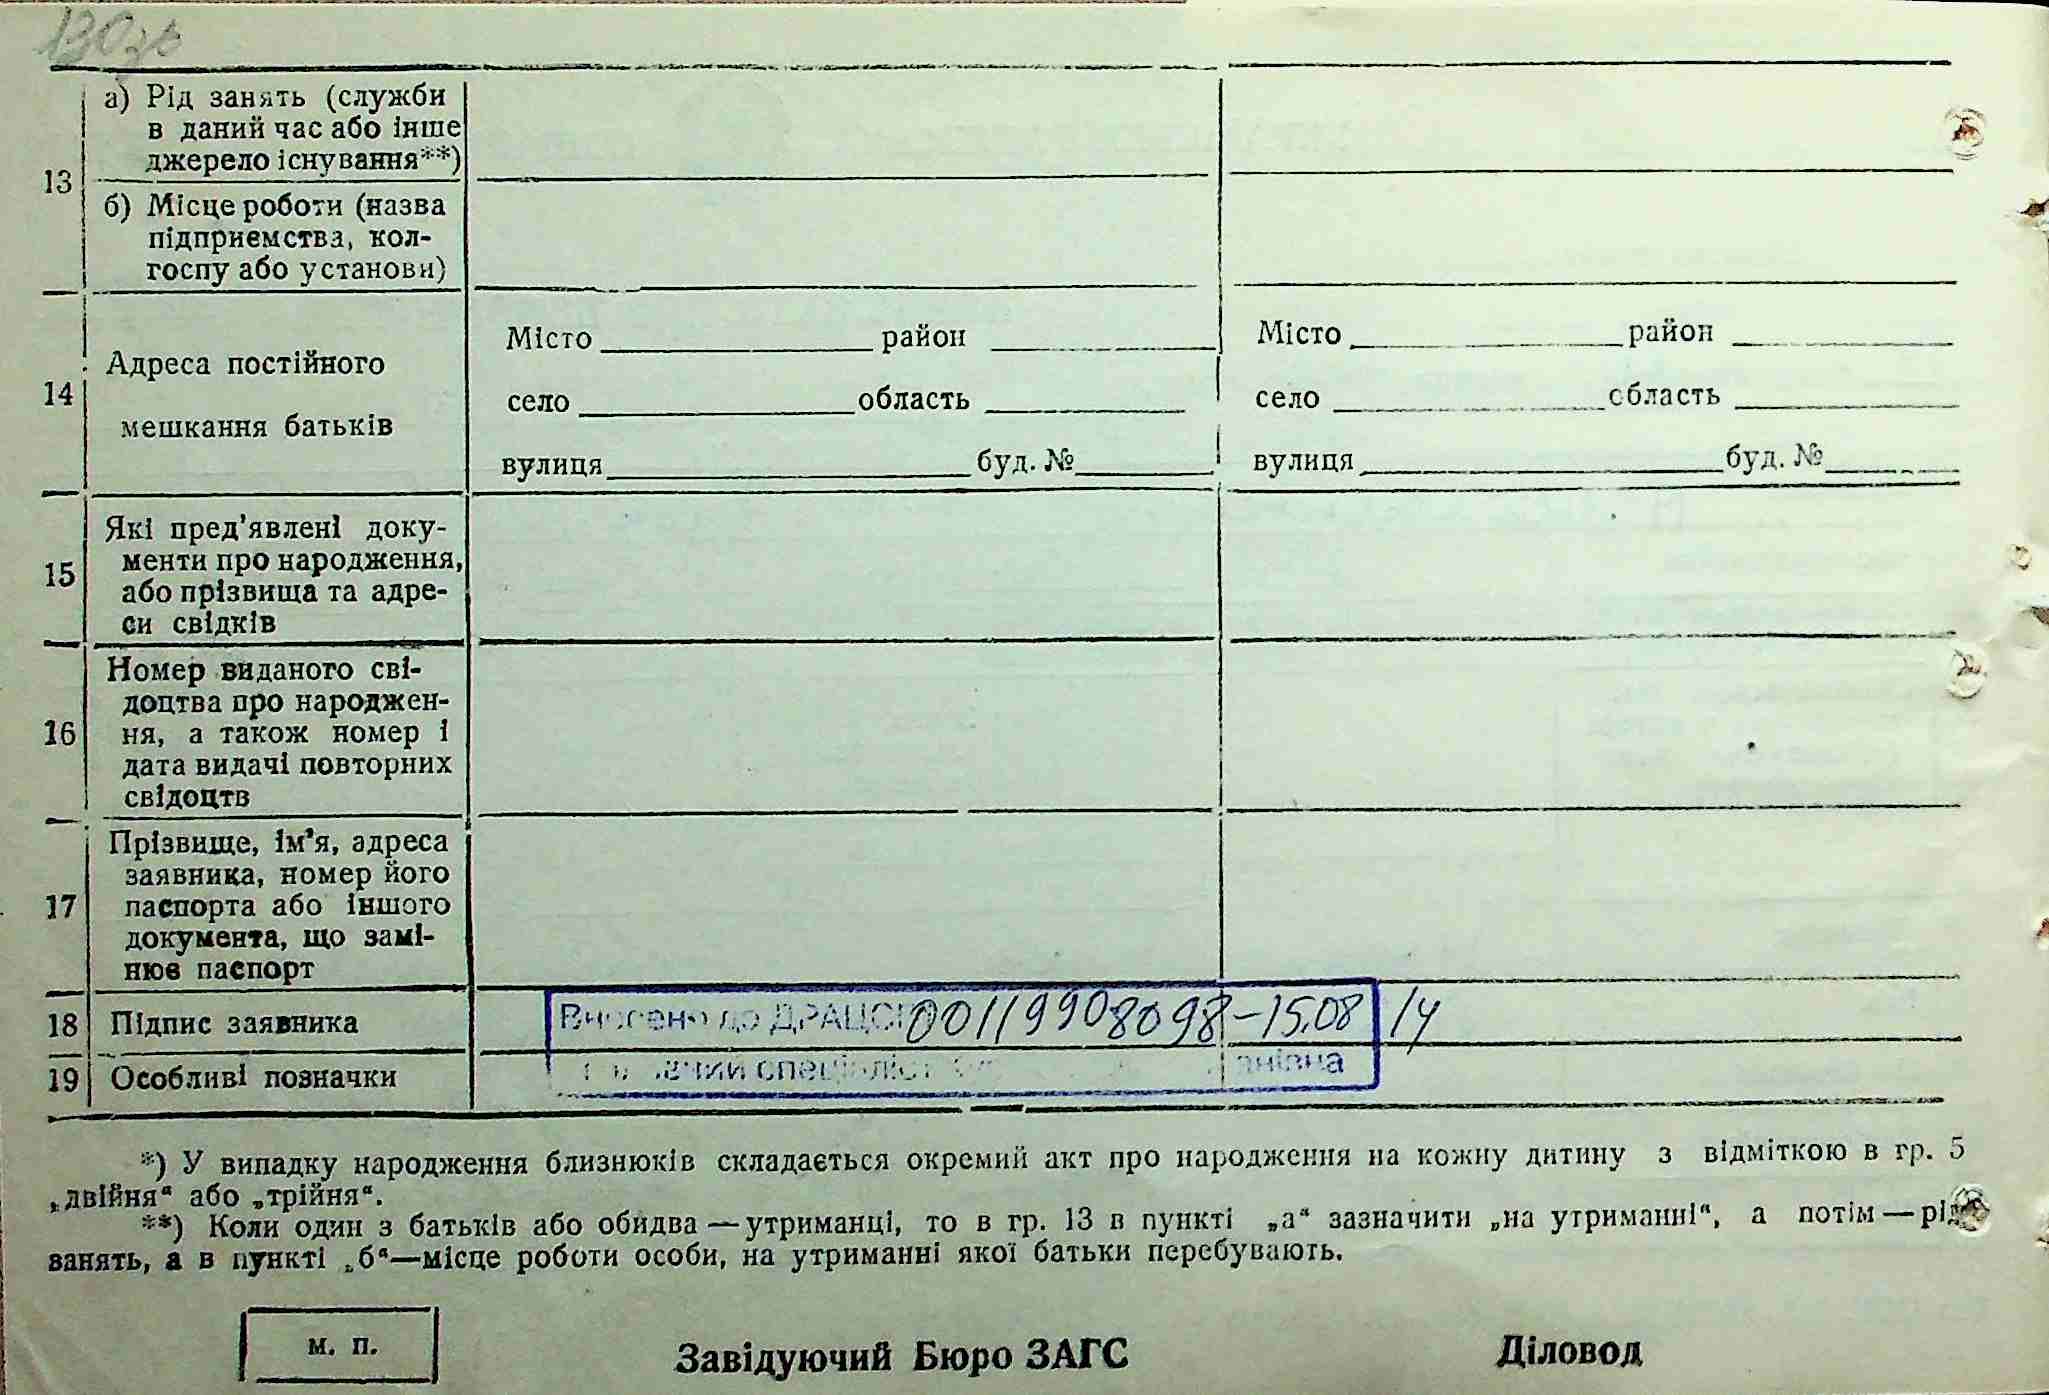 130 зв
13
а) Рід занять (служби
в даний час або інше
джерело існування**)
б) Місце роботи (назва
підприємства, кол-
госпу або установи)
14
Адреса постійного
мешкання батьків
Місто район
село область
вулиця буд. №
Місто район
село область
вулиця буд. №
15
Які пред'явлені доку-
менти про народження,
або прізвища та адре-
си свідків
16
Номер виданого сві-
доцтва про народжен-
ня, а також номер і
дата видачі повторних
свідоцтв
17
Прізвище, ім'я, адреса
заявника, номер його
паспорта або іншого
документа, що замі-
нює паспорт
18 Підпис заявника
Внесено до ДРАЦСГ 00119908098-15.08 14
19 Особливі позначки
спеціаліст
*) У випадку народження близнюків складається окремий акт про народження на кожну дитину з відміткою в гр. 5
„двійня“ або „трійня“.
**) Коли один з батьків або обидва — утриманці, то в гр. 13 в пункті „а“ зазначити „на утриманні“, а потім — рід
занять, а в пункті „б“—місце роботи особи, на утриманні якої батьки перебувають.
м. п.
Завідуючий Бюро ЗАГС
Діловод